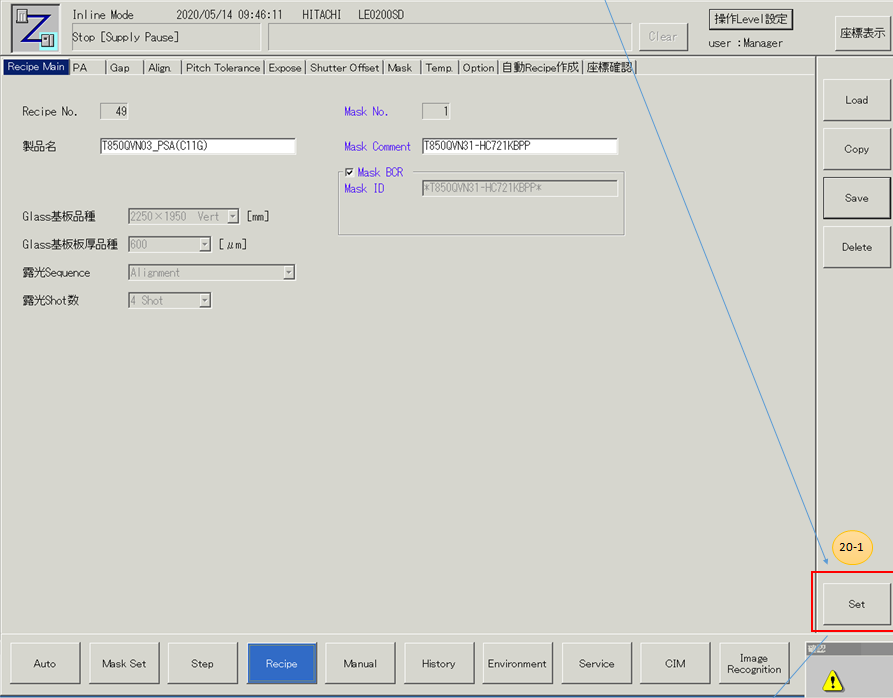 Inline Mode 2020/05/14 09:46:11 HITACHI LE0200SD
操作Level設定
座標表示
Stop [Supply Pause]
Clear
user : Manager
Recipe Main PA Gap Align Pitch Tolerance Expose Shutter Offset Mask Temp. Option 自動Recipe作成 座標確認
Recipe No. 49
Mask No. 1
製品名 T850QVN03_PSA(C11G)
Mask Comment T850QVN31-HC721KBPP
Mask BCR
Mask ID *T850QVN31-HC721KBPP*
Glass基板品種 2250×1950 Vert [mm]
Glass基板板厚品種 600 [μm]
露光Sequence Alignment
露光Shot数 4 Shot
Load
Copy
Save
Delete
20-1
Set
Auto Mask Set Step Recipe Manual History Environment Service CIM Image Recognition